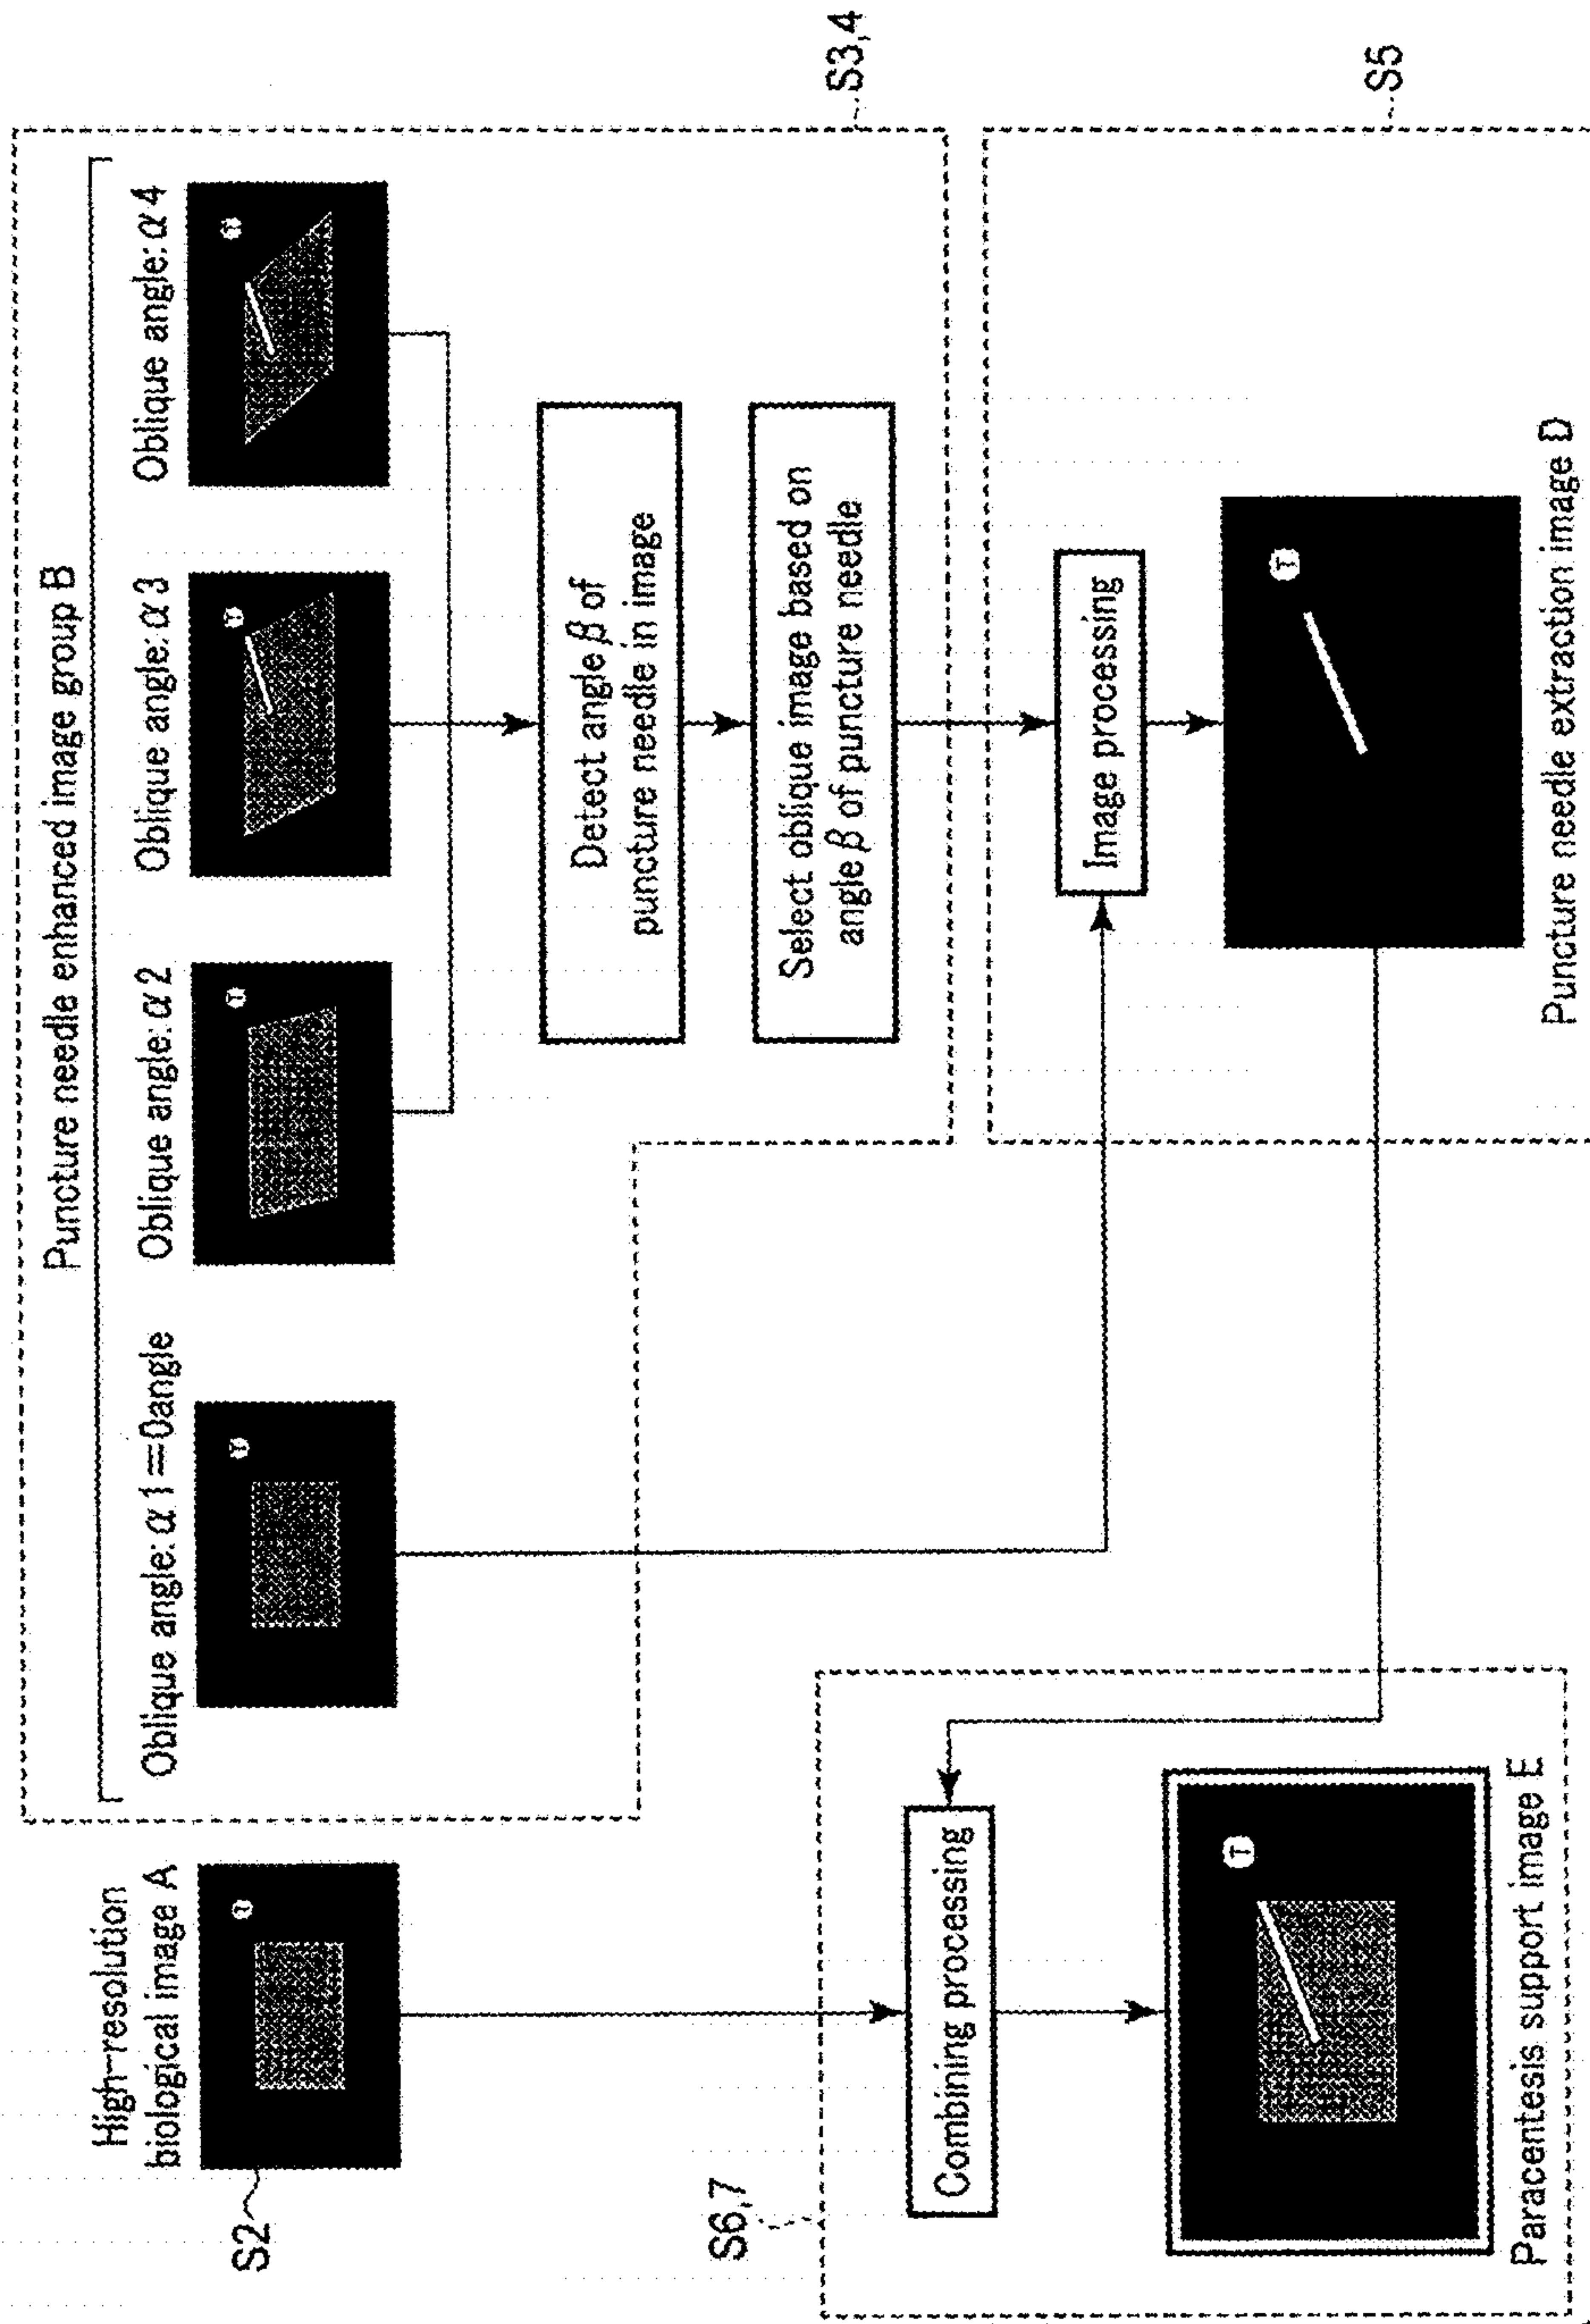 High-resolution
biological image A
S2
Puncture needle enhanced image group B
Oblique angle: α1=0angle
Oblique angle: α2
Oblique angle: α3
Oblique angle: α4
T
T
T
T
Detect angle β of
puncture needle in image
Select oblique image based on
angle β of puncture needle
S3,4
Image processing
T
Puncture needle extraction image D
S5
S6,7
Combining processing
T
Paracentesis support image E